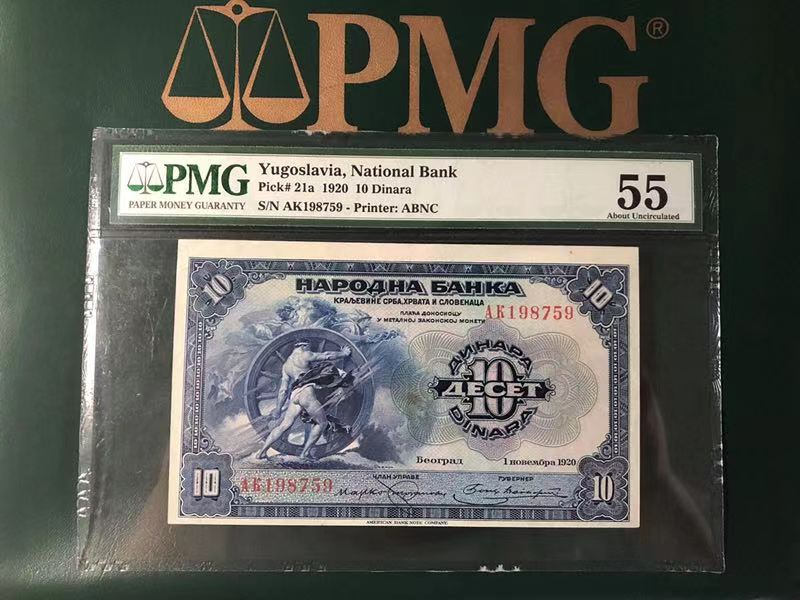 PMG®
PMG
PAPER MONEY GUARANTY
Yugoslavia, National Bank
Pick# 21a 1920 10 Dinara
S/N AK198759 - Printer: ABNC
55
About Uncirculated
10
10
НАРОДНА БАНКА
КРАЉЕВИНЕ СРБА, ХРВАТА И СЛОВЕНАЦА
ПЛАЋА ДОНОСИОЦУ
У МЕТАЛНОЈ ЗАКОНСКОЈ МОНЕТИ
АК198759
ДИНАРА
10
ДЕСЕТ
DINARA
Београд
1 новембра 1920
10
АК198759
ЧЛАН УПРАВЕ
ГУВЕРНЕР
10
AMERICAN BANK NOTE COMPANY